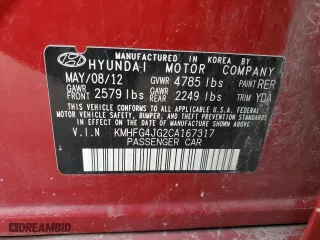 MANUFACTURED IN KOREA BY
HYUNDAI MOTOR COMPANY
MAY/08/12 GVWR 4785 lbs PAINT RER
GAWR FRONT 2579 lbs GAWR REAR 2249 lbs TRIM YDA
THIS VEHICLE CONFORMS TO ALL APPLICABLE U.S.
FEDERAL MOTOR VEHICLE SAFETY, BUMPER, AND
THEFT PREVENTION STANDARDS IN EFFECT ON THE
DATE OF MANUFACTURE SHOWN ABOVE.
V.I.N KMHFG4JG2CA167317
PASSENGER CAR
DREAMBID